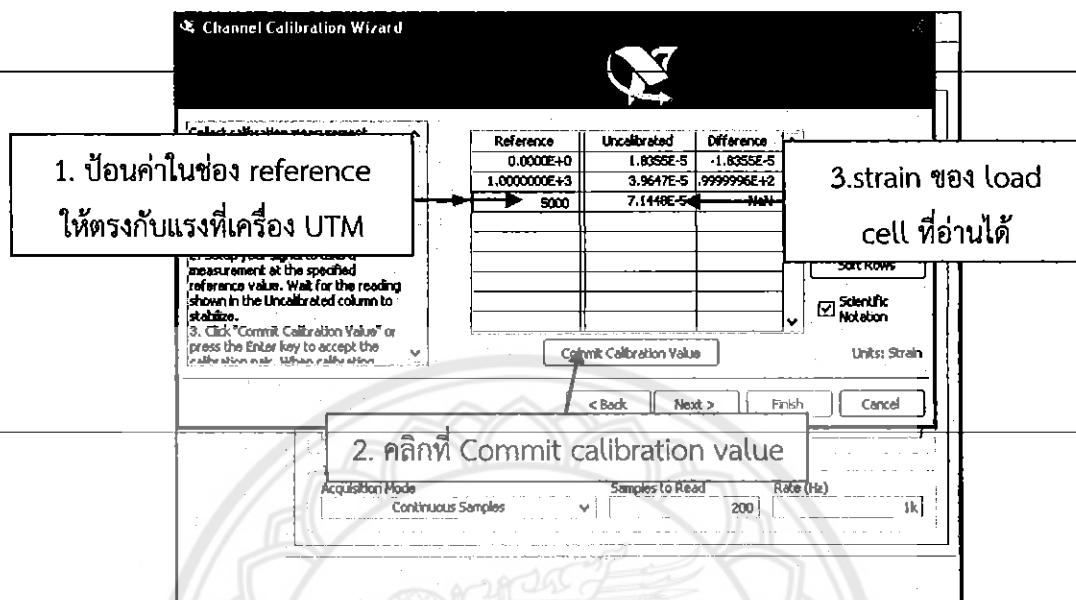 Channel Calibration Wizard
1. ป้อนค่าในช่อง reference
ให้ตรงกับแรงที่เครื่อง UTM
measurement at the specified
reference value. Wait for the reading
shown in the Uncalibrated column to
stabilize.
3. Click "Commit Calibration Value" or
press the Enter key to accept the
calibration pair. When calibrating
Reference Uncalibrated Difference
0.0000E+0 1.8355E-5 -1.8355E-5
1.0000000E+3 3.9647E-5 .9999996E+2
5000 7.1448E-5 NaN
3.strain ของ load
cell ที่อ่านได้
Sort Rows
Scientific
Notation
Commit Calibration Value
Units: Strain
< Back Next > Finish Cancel
2. คลิกที่ Commit calibration value
Acquisition Mode Samples to Read Rate (Hz)
Continuous Samples 200 1k